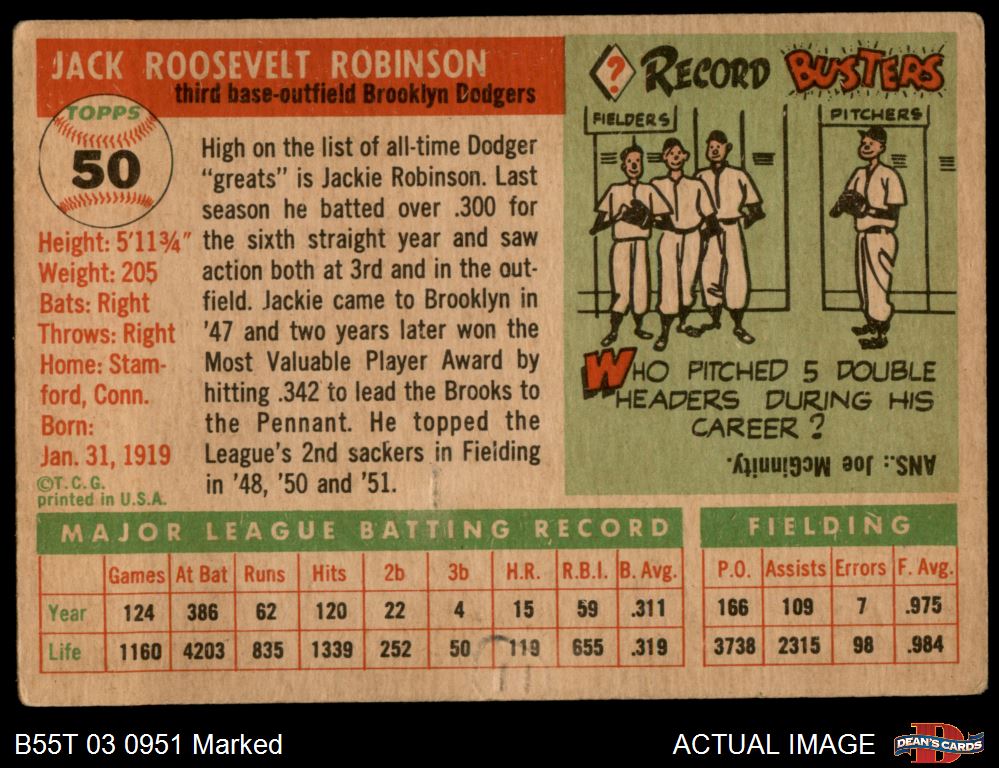 JACK ROOSEVELT ROBINSON
third base-outfield Brooklyn Dodgers
TOPPS
50
Height: 5'11¾"
Weight: 205
Bats: Right
Throws: Right
Home: Stam-
ford, Conn.
Born:
Jan. 31, 1919
©T.C.G.
printed in U.S.A.
High on the list of all-time Dodger
"greats" is Jackie Robinson. Last
season he batted over .300 for
the sixth straight year and saw
action both at 3rd and in the out-
field. Jackie came to Brooklyn in
'47 and two years later won the
Most Valuable Player Award by
hitting .342 to lead the Brooks to
the Pennant. He topped the
League's 2nd sackers in Fielding
in '48, '50 and '51.
? RECORD BUSTERS
FIELDERS
PITCHERS
WHO PITCHED 5 DOUBLE
HEADERS DURING HIS
CAREER?
ANS.: Joe McGinnity.
MAJOR LEAGUE BATTING RECORD
Games At Bat Runs Hits 2b 3b H.R. R.B.I. B. Avg.
Year 124 386 62 120 22 4 15 59 .311
Life 1160 4203 835 1339 252 50 119 655 .319
FIELDING
P.O. Assists Errors F. Avg.
166 109 7 .975
3738 2315 98 .984
B55T 03 0951 Marked
ACTUAL IMAGE
DEAN'S CARDS